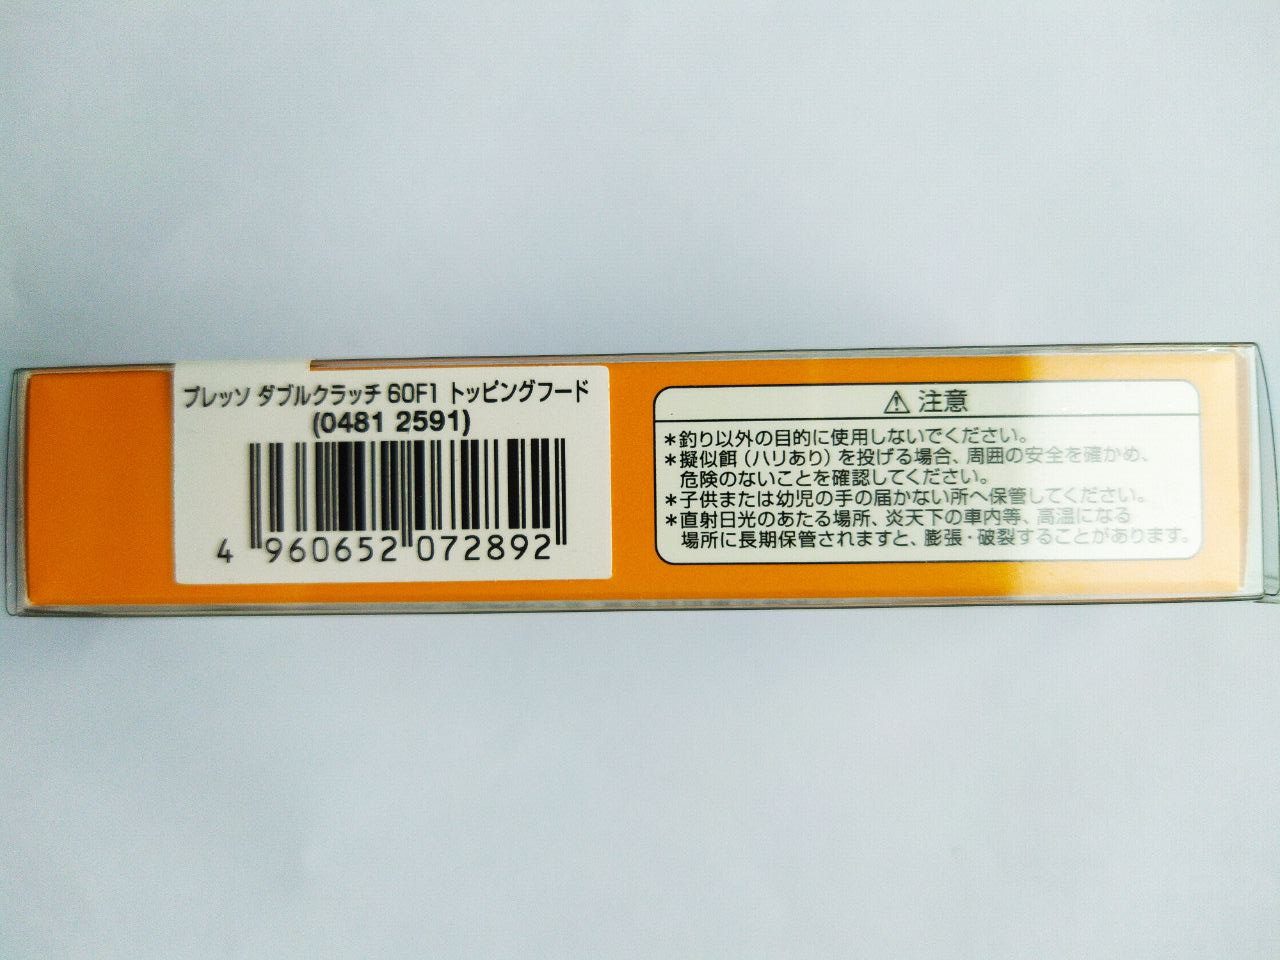 プレッソ ダブルクラッチ 60F1 トッピングフード
(0481 2591)
4 960652 072892
⚠ 注意
*釣り以外の目的に使用しないでください。
*擬似餌(ハリあり)を投げる場合、周囲の安全を確かめ、
危険のないことを確認してください。
*子供または幼児の手の届かない所へ保管してください。
*直射日光のあたる場所、炎天下の車内等、高温になる
場所に長期保管されますと、膨張・破裂することがあります。